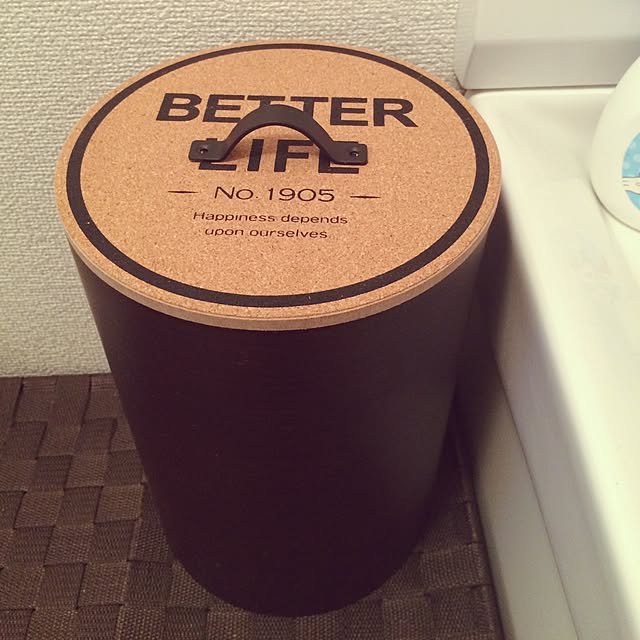 BETTER
LIFE
No. 1905
Happiness depends
upon ourselves.